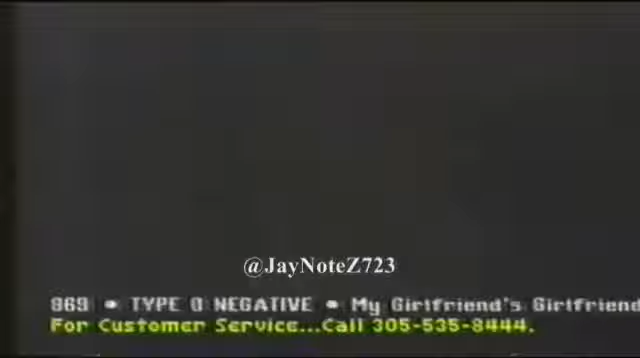 @JayNoteZ723
869 • TYPE O NEGATIVE • My Girlfriend's Girlfriend
For Customer Service...Call 305-535-8444.